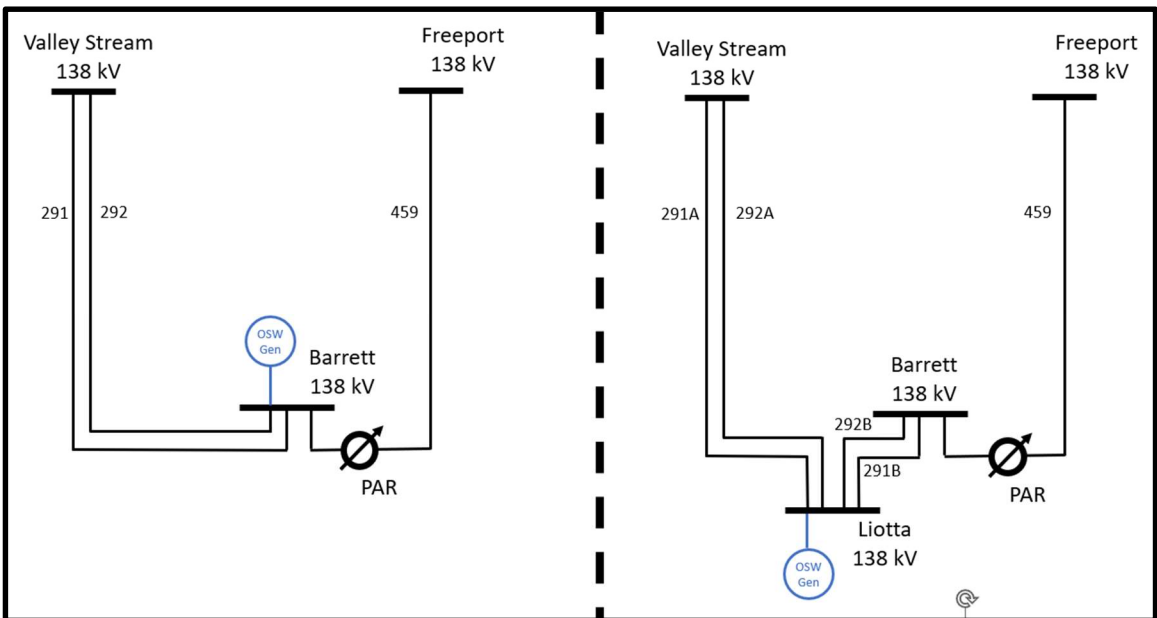 Valley Stream
138 kV
Freeport
138 kV
291
292
459
OSW
Gen
Barrett
138 kV
PAR
Valley Stream
138 kV
Freeport
138 kV
291A
292A
459
Barrett
138 kV
292B
291B
PAR
Liotta
138 kV
OSW
Gen